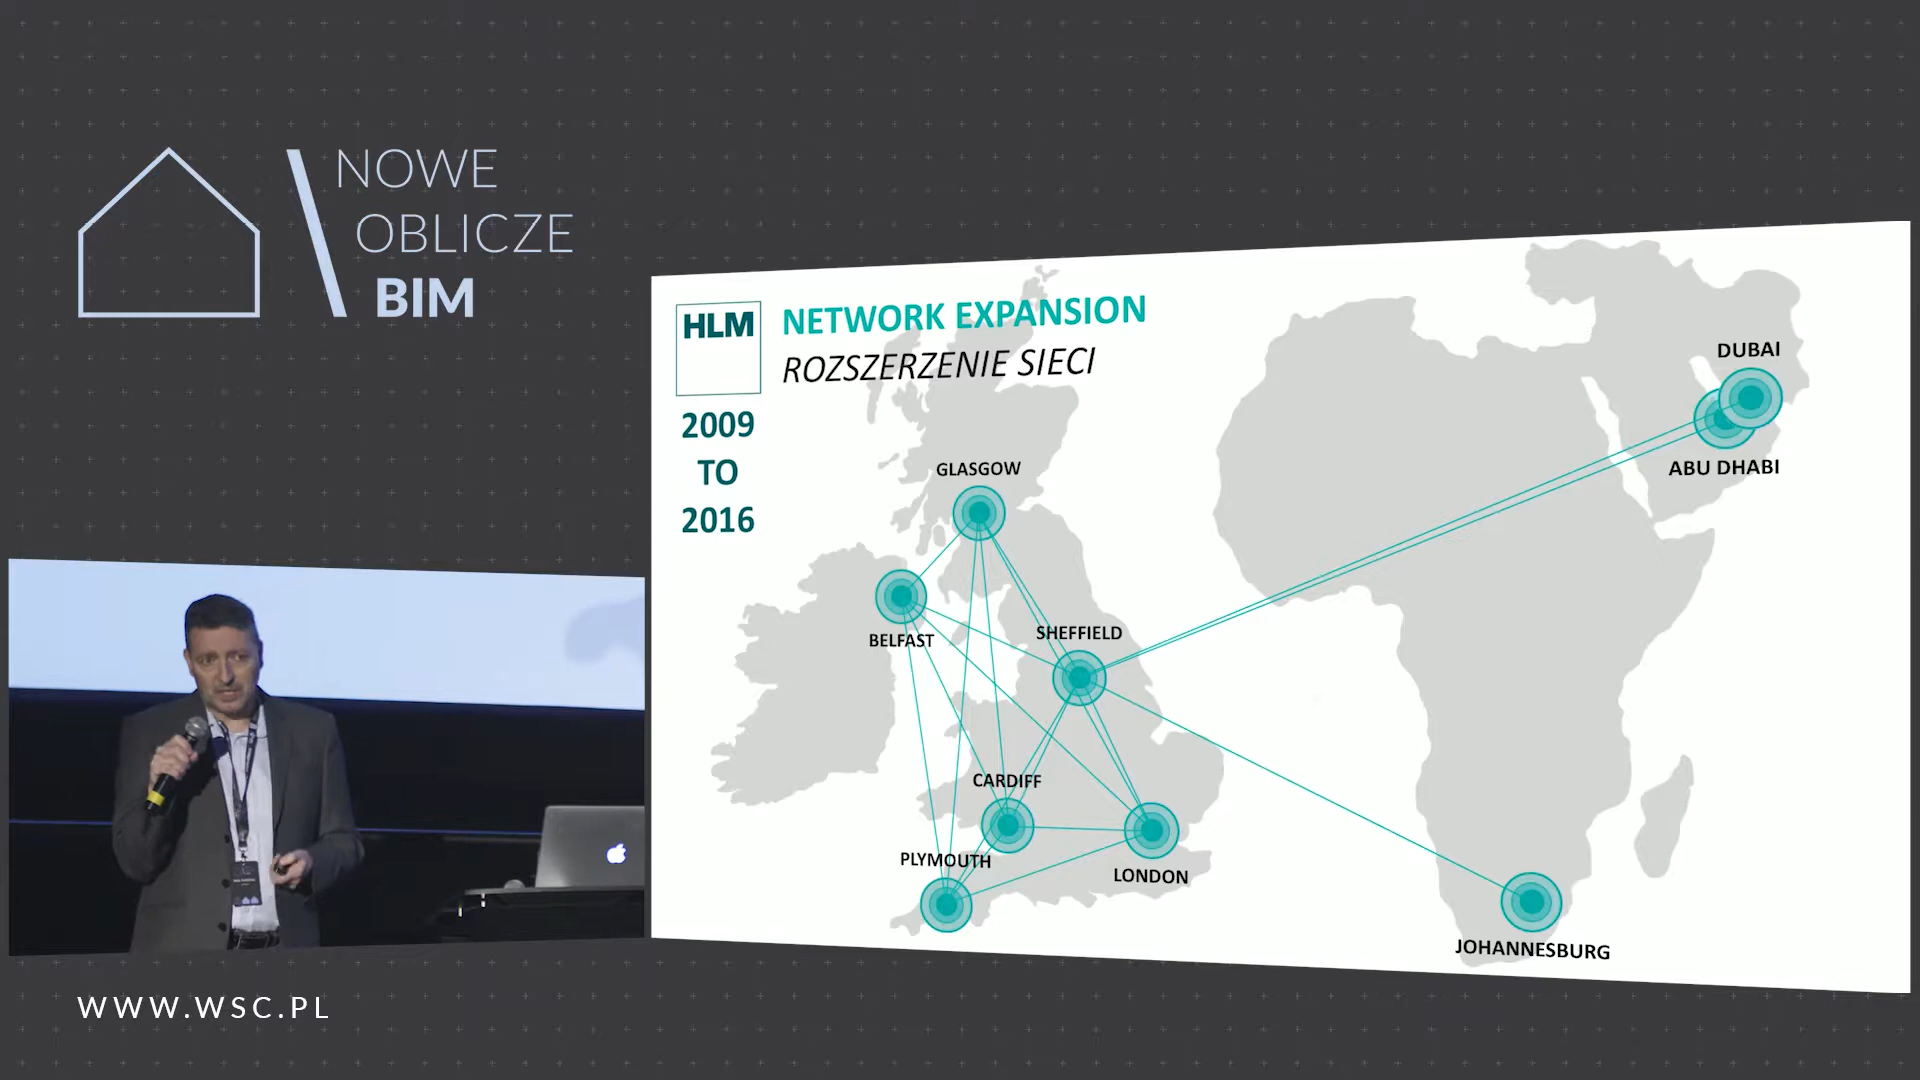 NOWE
OBLICZE
BIM
HLM
NETWORK EXPANSION
ROZSZERZENIE SIECI
2009
TO
2016
DUBAI
ABU DHABI
GLASGOW
BELFAST
SHEFFIELD
CARDIFF
PLYMOUTH
LONDON
JOHANNESBURG
WWW.WSC.PL